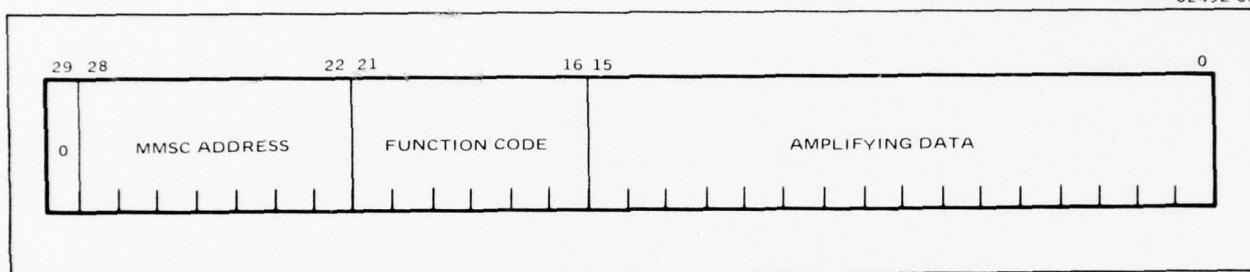 29 28 22 21 16 15 0
0 MMSC ADDRESS FUNCTION CODE AMPLIFYING DATA